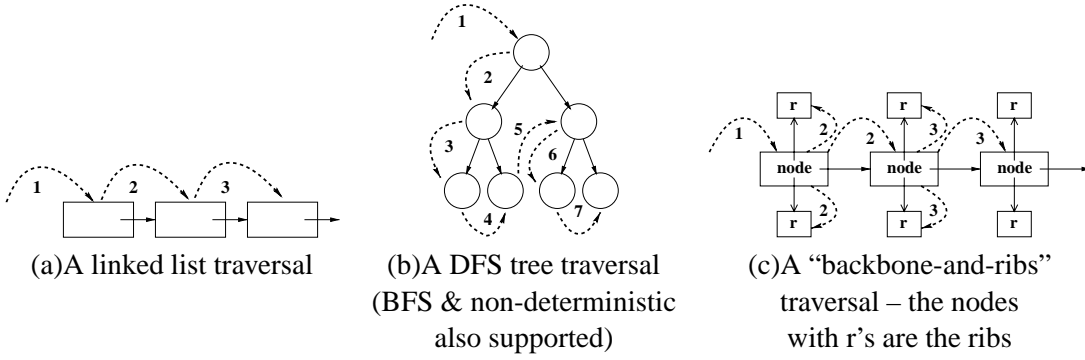 1
2
3
(a)A linked list traversal
1
2
3
5
6
4
7
(b)A DFS tree traversal
(BFS & non-deterministic
also supported)
r
r
r
1
2
2
3
3
node
node
node
2
3
r
r
r
(c)A “backbone-and-ribs”
traversal – the nodes
with r's are the ribs